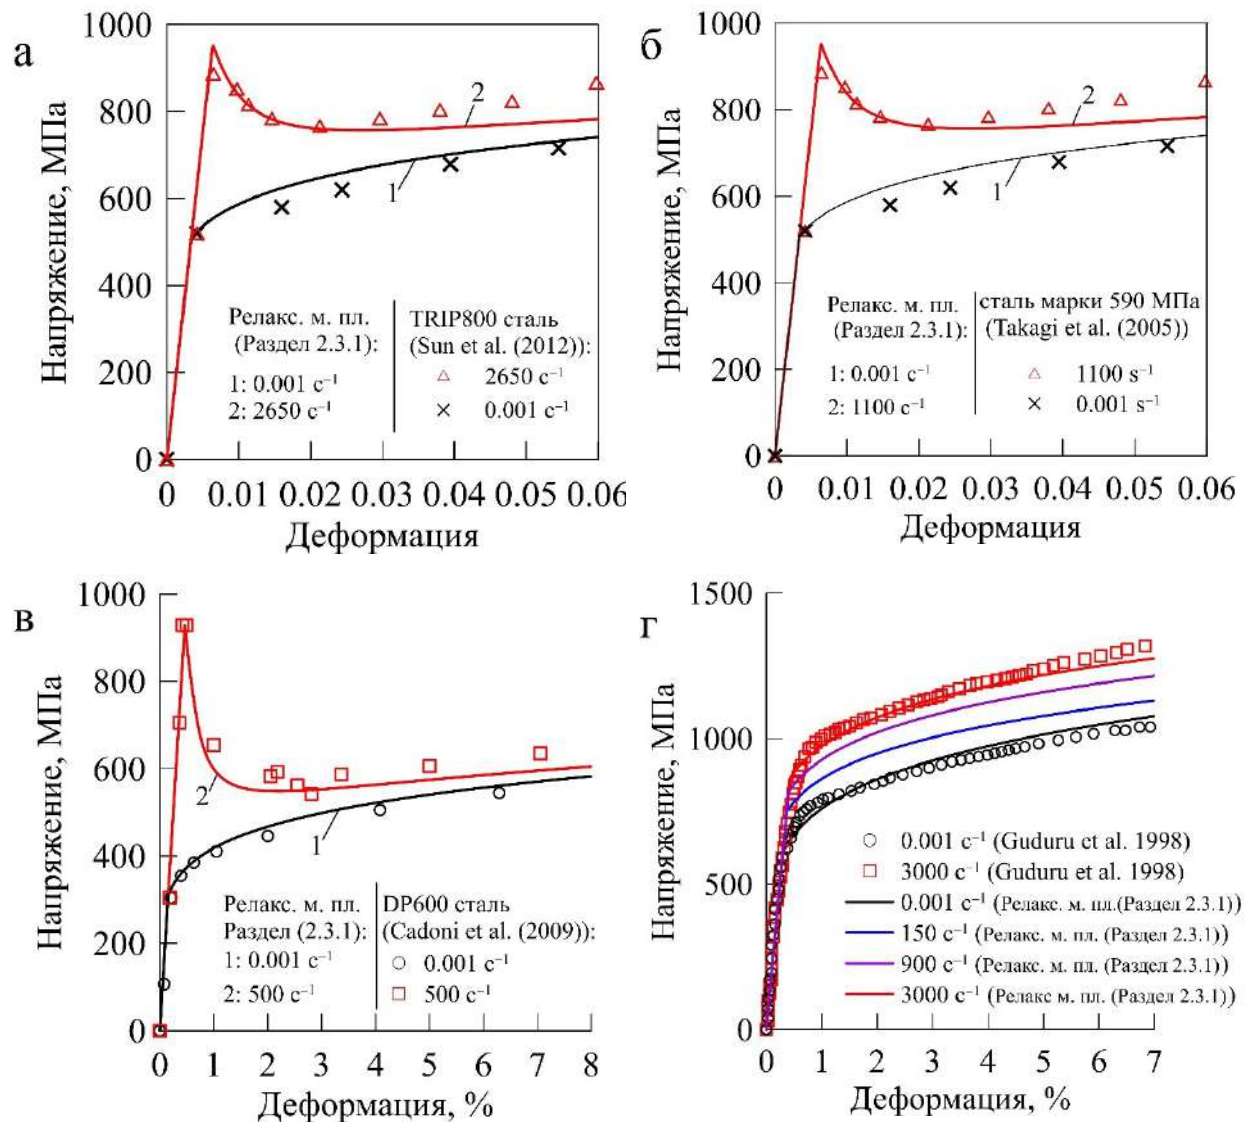 а
Напряжение, МПа
1000
800
600
400
200
0
2
1
Релакс. м. пл.
(Раздел 2.3.1):
1: 0.001 с⁻¹
2: 2650 с⁻¹
TRIP800 сталь
(Sun et al. (2012)):
2650 с⁻¹
0.001 с⁻¹
0 0.01 0.02 0.03 0.04 0.05 0.06
Деформация
б
Напряжение, МПа
1000
800
600
400
200
0
2
1
Релакс. м. пл.
(Раздел 2.3.1):
1: 0.001 с⁻¹
2: 1100 с⁻¹
сталь марки 590 МПа
(Takagi et al. (2005))
1100 s⁻¹
0.001 s⁻¹
0 0.01 0.02 0.03 0.04 0.05 0.06
Деформация
в
Напряжение, МПа
1000
800
600
400
200
0
2
1
Релакс. м. пл.
Раздел (2.3.1):
1: 0.001 с⁻¹
2: 500 с⁻¹
DP600 сталь
(Cadoni et al. (2009)):
0.001 с⁻¹
500 с⁻¹
0 1 2 3 4 5 6 7 8
Деформация, %
г
Напряжение, МПа
1500
1000
500
0
0.001 с⁻¹ (Guduru et al. 1998)
3000 с⁻¹ (Guduru et al. 1998)
0.001 с⁻¹ (Релакс. м. пл.(Раздел 2.3.1))
150 с⁻¹ (Релакс. м. пл. (Раздел 2.3.1))
900 с⁻¹ (Релакс. м. пл. (Раздел 2.3.1))
3000 с⁻¹ (Релакс м. пл. (Раздел 2.3.1))
0 1 2 3 4 5 6 7
Деформация, %